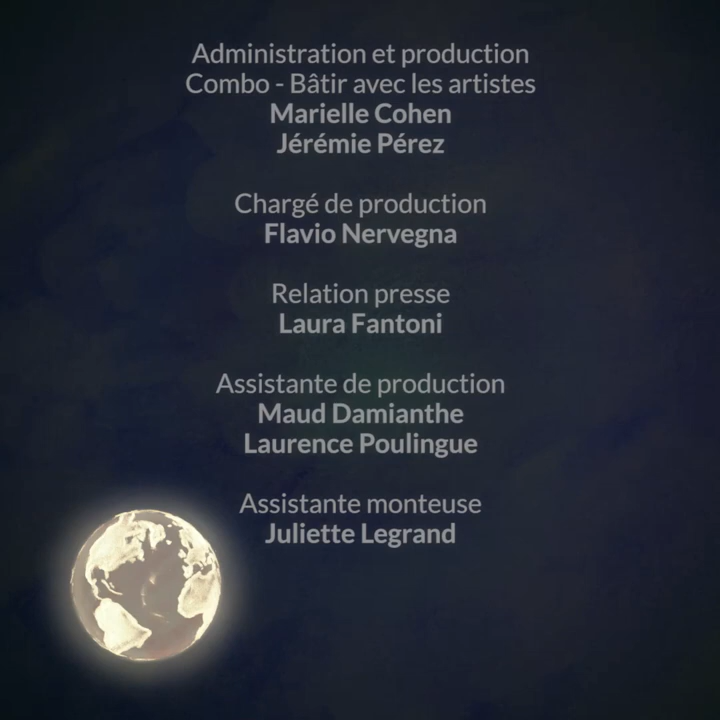 Administration et production
Combo - Bâtir avec les artistes
Marielle Cohen
Jérémie Pérez
Chargé de production
Flavio Nervegna
Relation presse
Laura Fantoni
Assistante de production
Maud Damianthe
Laurence Poulingue
Assistante monteuse
Juliette Legrand